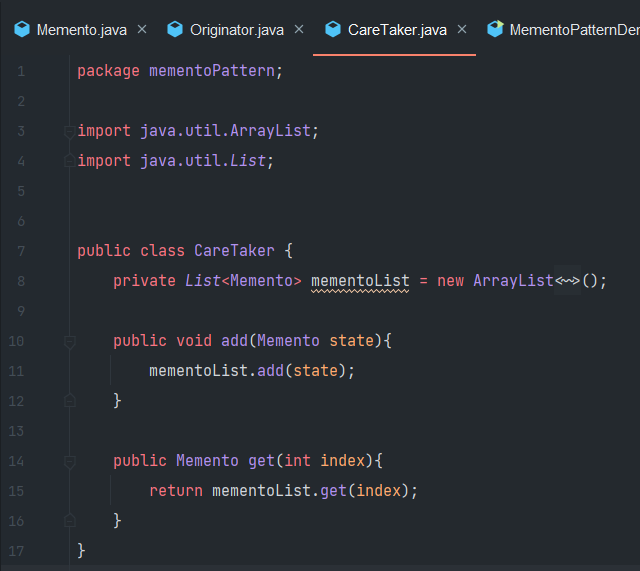 Memento.java × Originator.java × CareTaker.java × MementoPatternDer
1 package mementoPattern;
2
3 import java.util.ArrayList;
4 import java.util.List;
5
6
7 public class CareTaker {
8     private List<Memento> mementoList = new ArrayList<~>();
9
10     public void add(Memento state){
11         mementoList.add(state);
12     }
13
14     public Memento get(int index){
15         return mementoList.get(index);
16     }
17 }